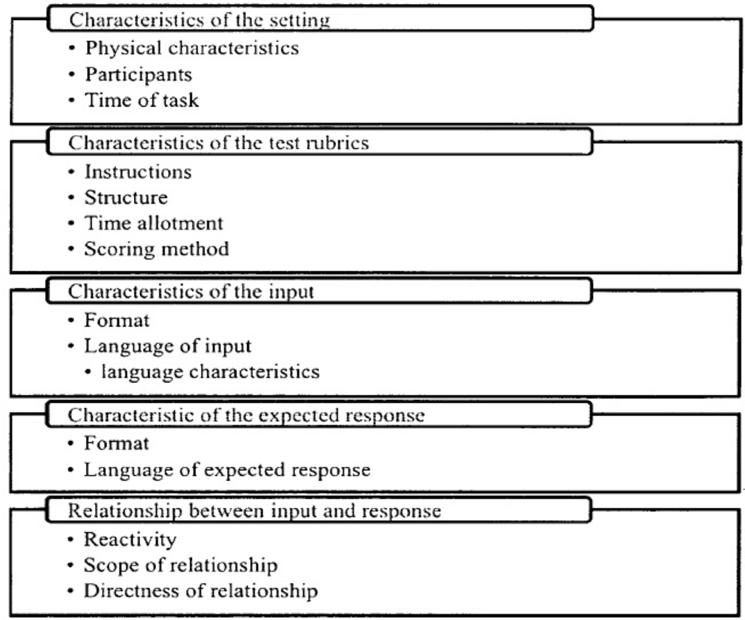 Characteristics of the setting
• Physical characteristics
• Participants
• Time of task
Characteristics of the test rubrics
• Instructions
• Structure
• Time allotment
• Scoring method
Characteristics of the input
• Format
• Language of input
• language characteristics
Characteristic of the expected response
• Format
• Language of expected response
Relationship between input and response
• Reactivity
• Scope of relationship
• Directness of relationship